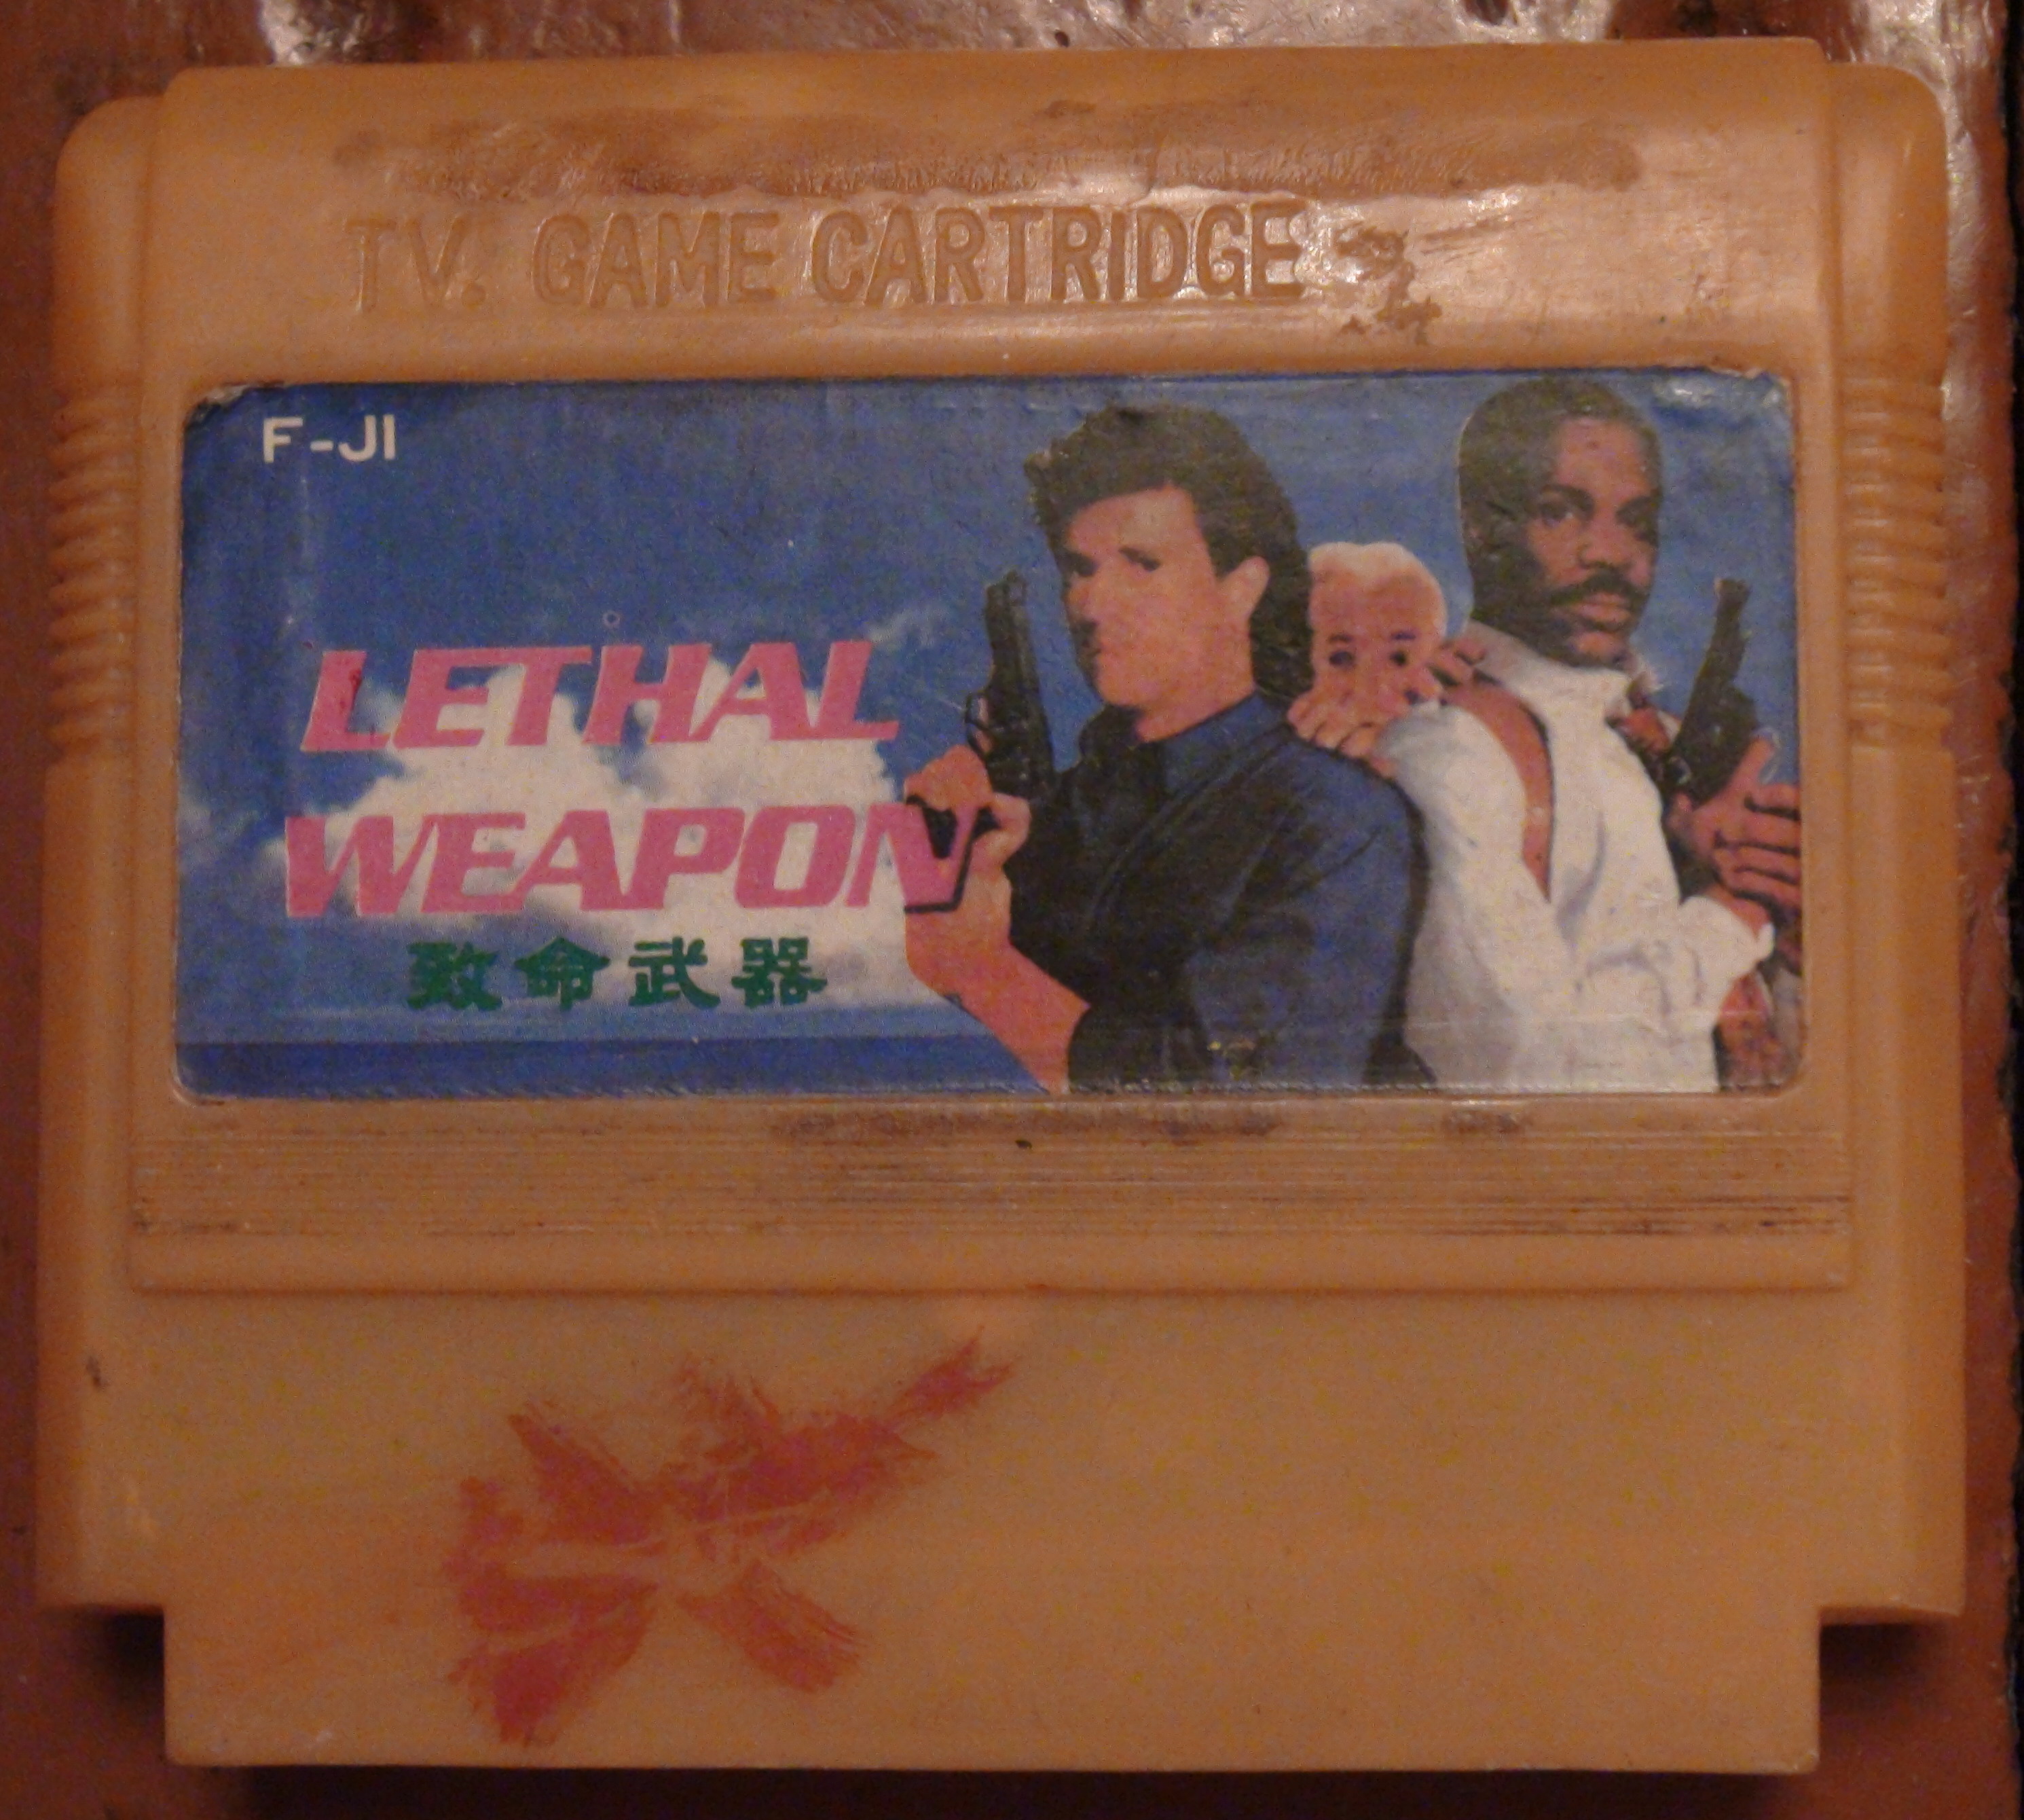 TV. GAME CARTRIDGE
F-JI
LETHAL
WEAPON
致命武器